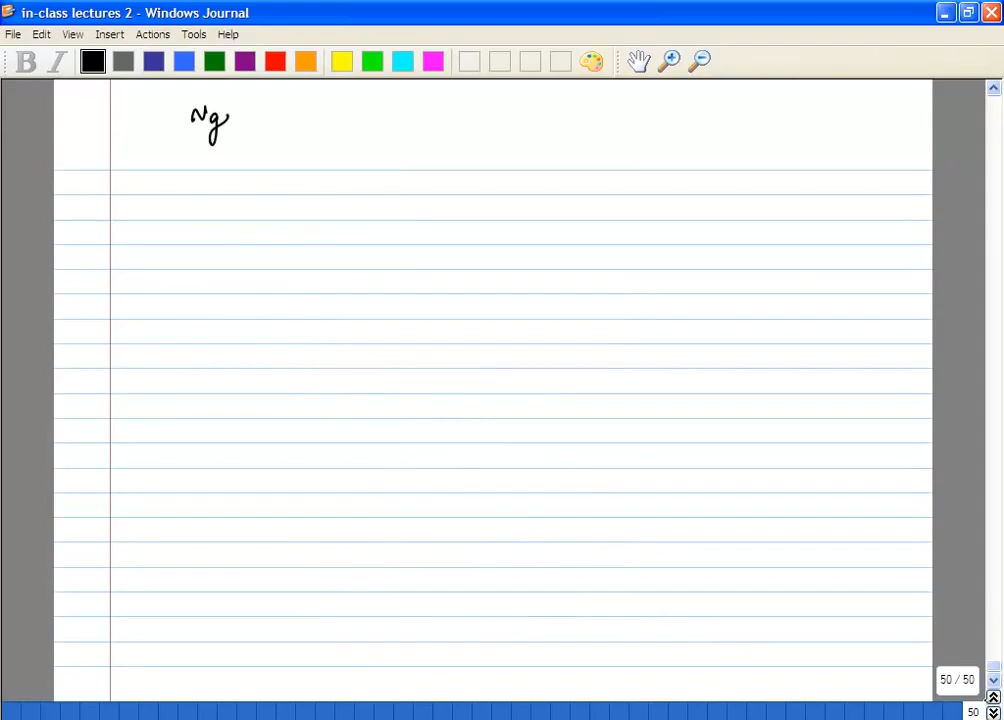 in-class lectures 2 - Windows Journal
File Edit View Insert Actions Tools Help
B I
Ng
50 / 50
50